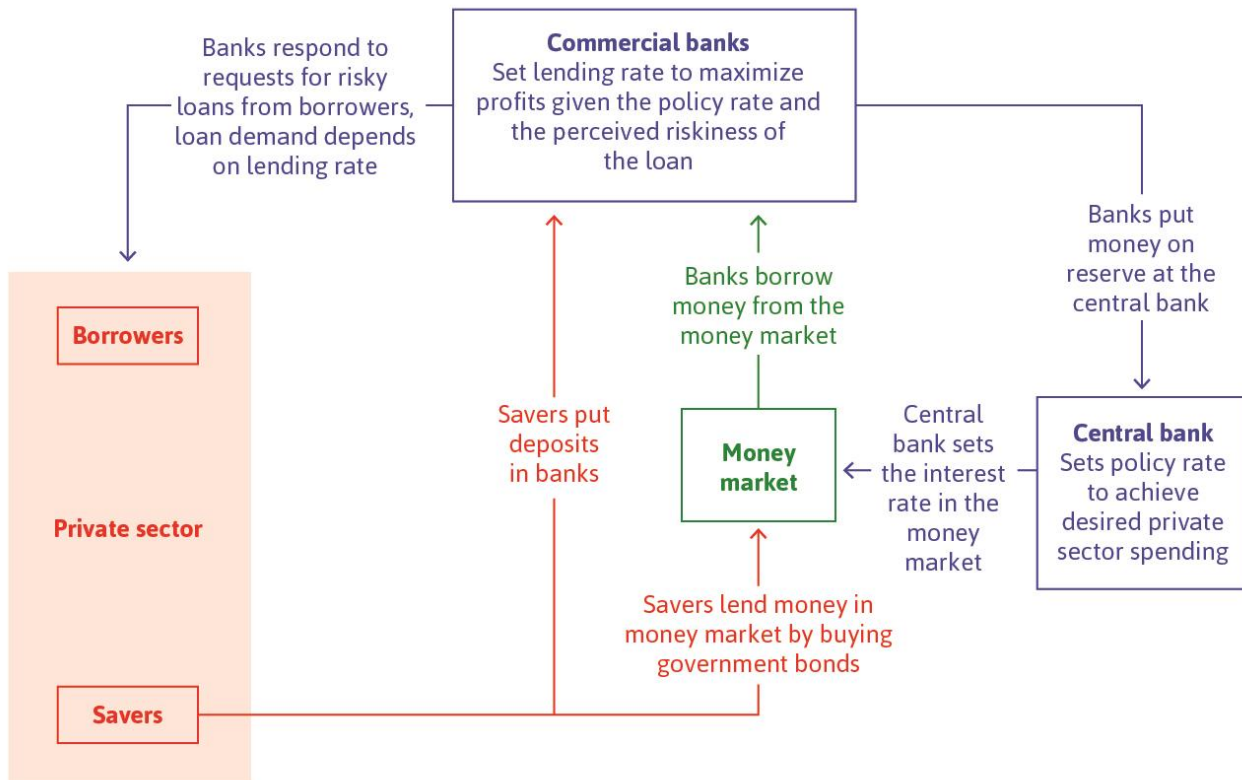 Commercial banks
Set lending rate to maximize
profits given the policy rate and
the perceived riskiness of
the loan
Banks respond to
requests for risky
loans from borrowers,
loan demand depends
on lending rate
Banks put
money on
reserve at the
central bank
Banks borrow
money from the
money market
Borrowers
Savers put
deposits
in banks
Money
market
Central
bank sets
the interest
rate in the
money
market
Central bank
Sets policy rate
to achieve
desired private
sector spending
Private sector
Savers lend money in
money market by buying
government bonds
Savers